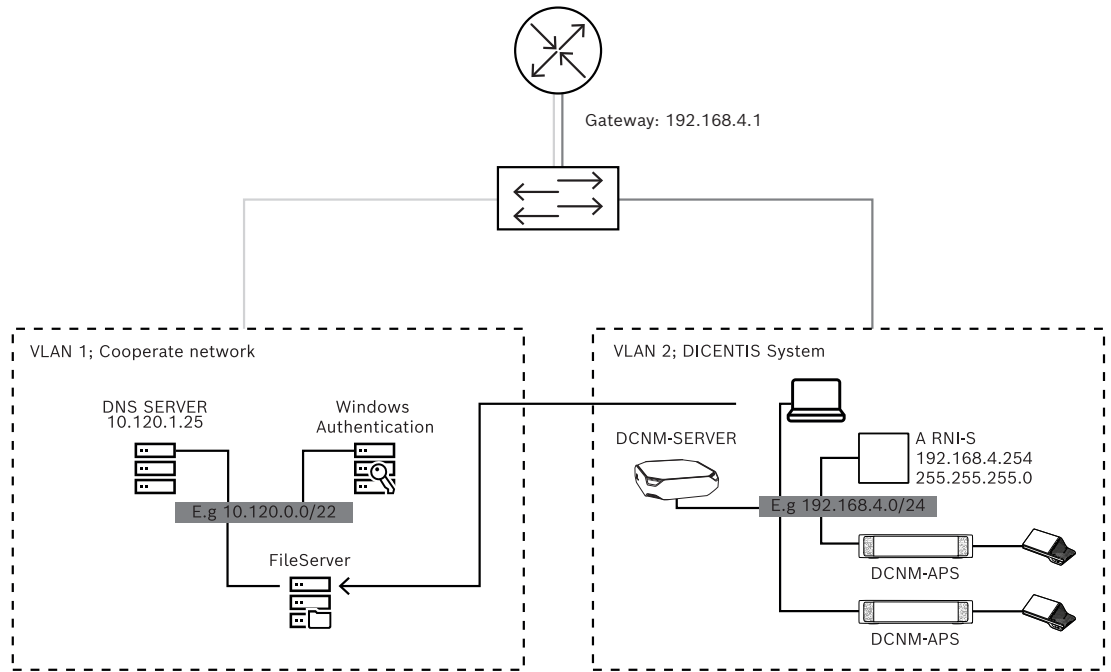 Gateway: 192.168.4.1
VLAN 1; Cooperate network
DNS SERVER
10.120.1.25
Windows
Authentication
E.g 10.120.0.0/22
FileServer
VLAN 2; DICENTIS System
DCNM-SERVER
A RNI-S
192.168.4.254
255.255.255.0
E.g 192.168.4.0/24
DCNM-APS
DCNM-APS